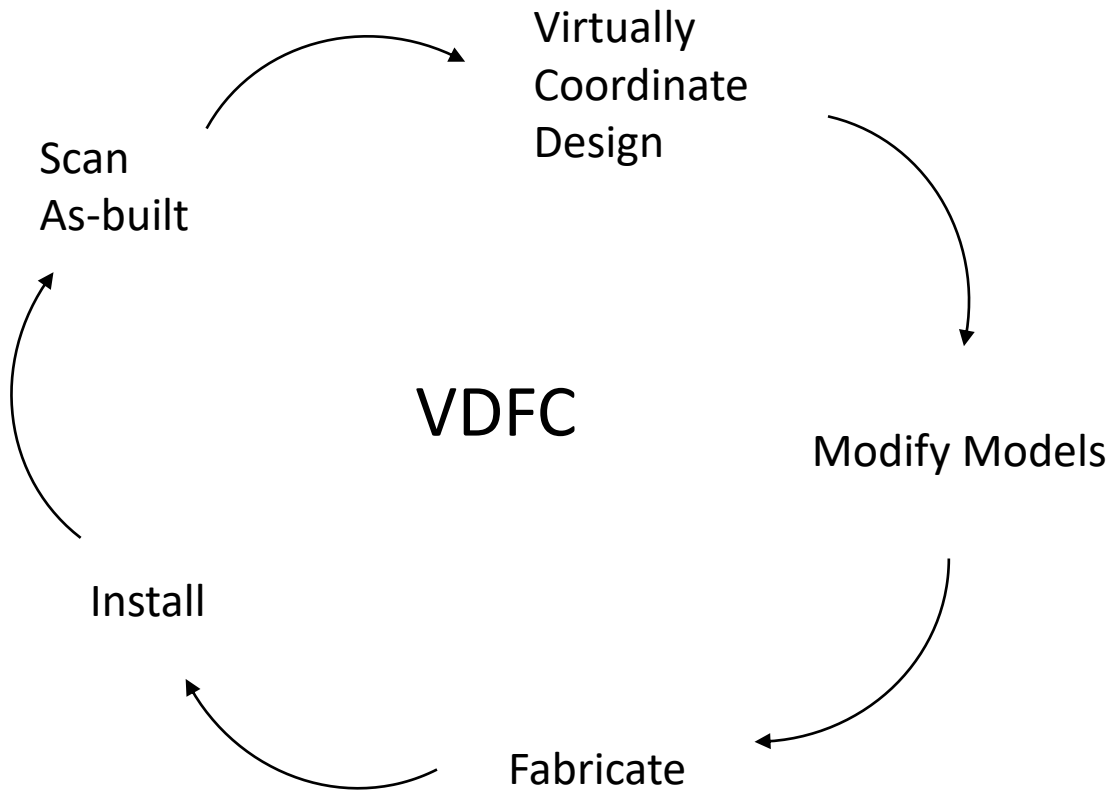 Virtually
Coordinate
Design
Scan
As-built
VDFC
Modify Models
Install
Fabricate